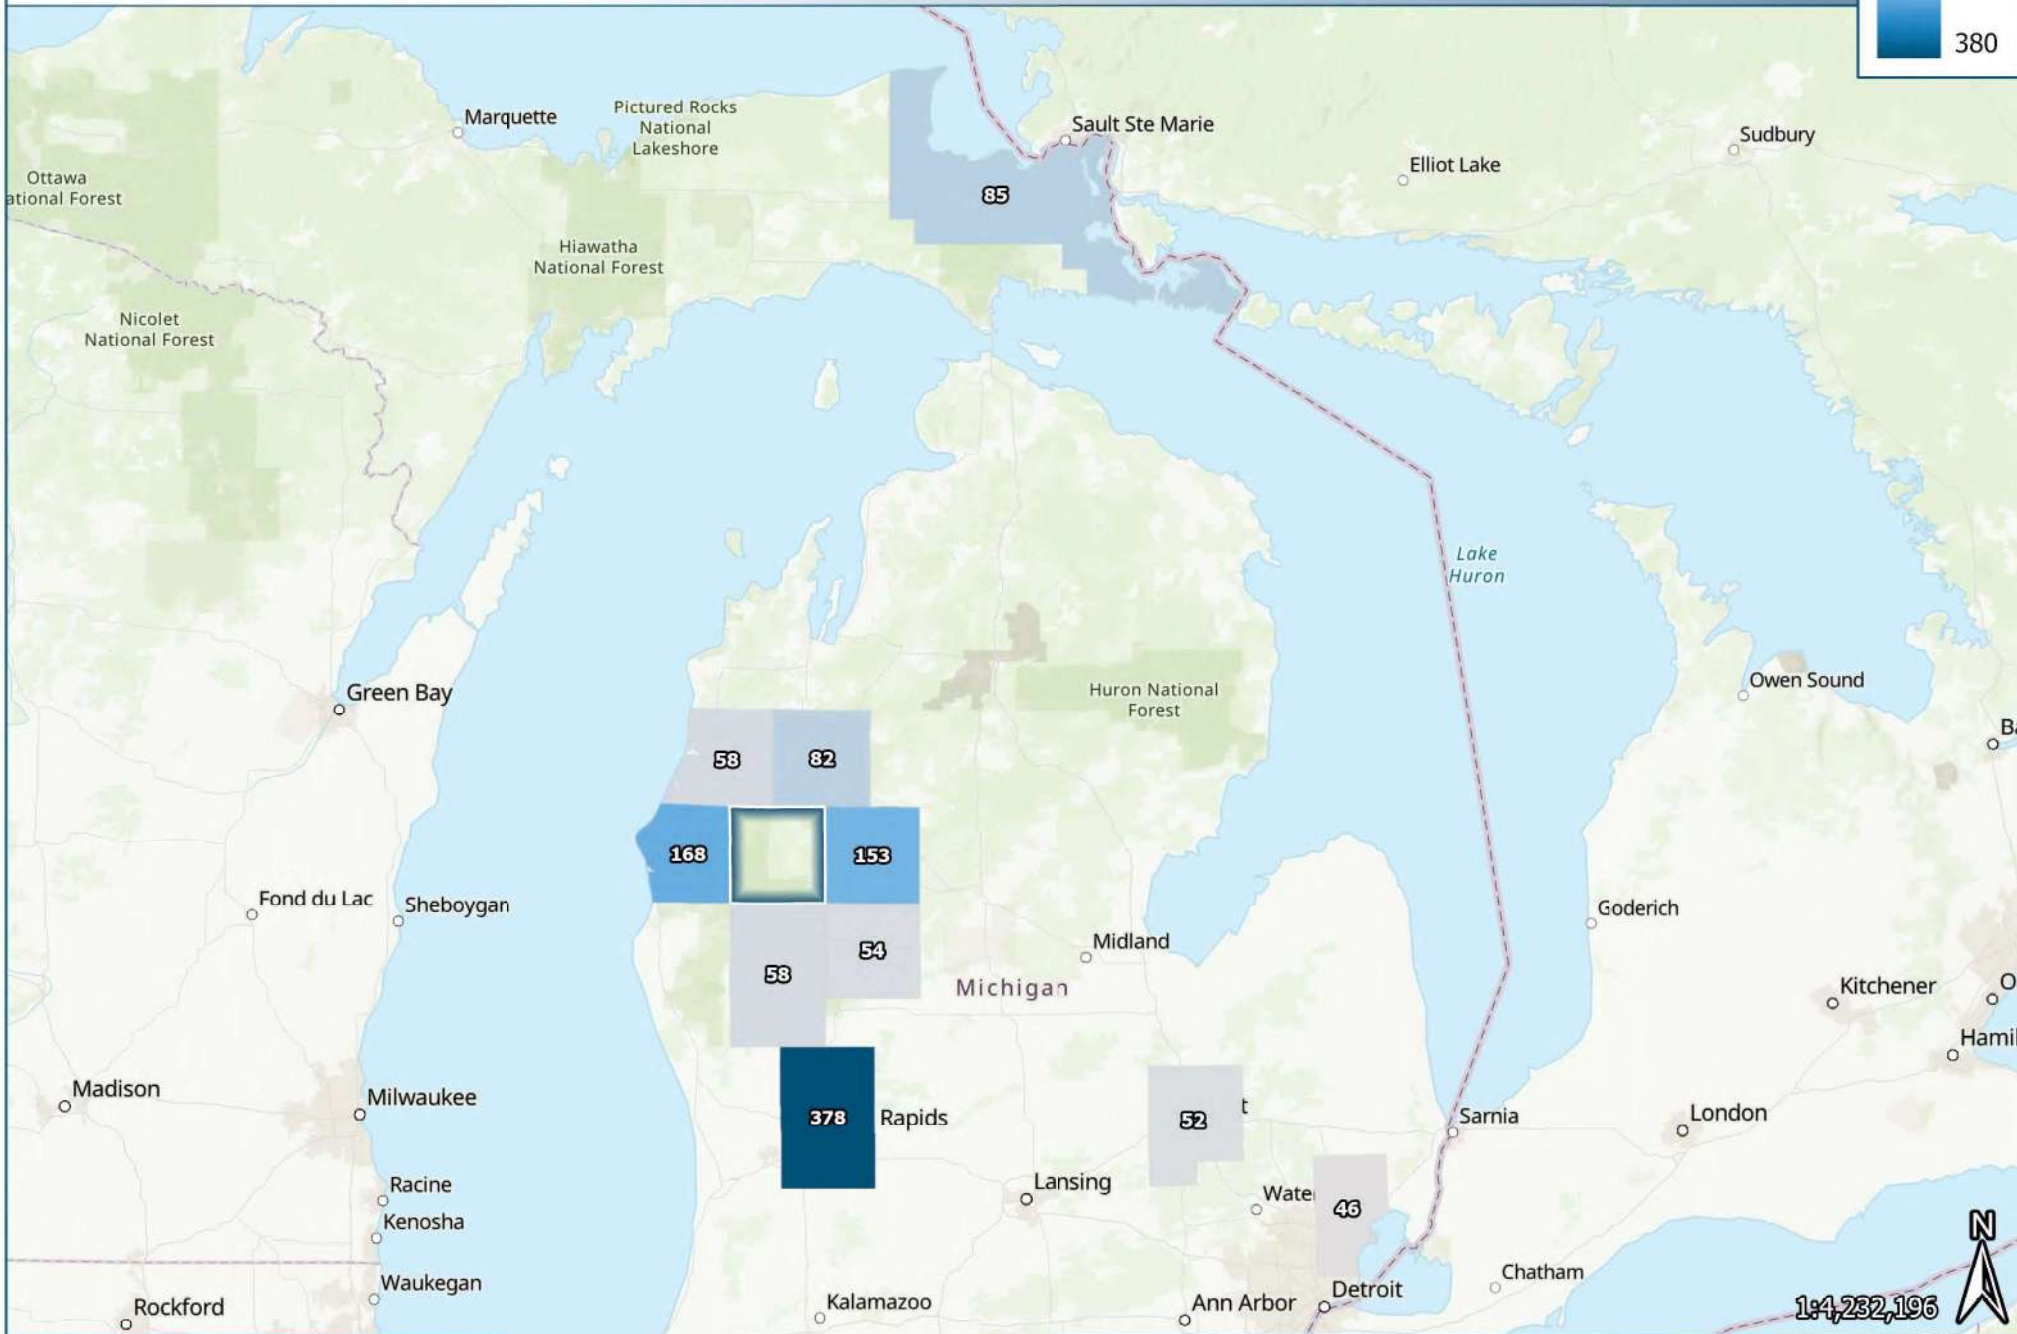 380
Marquette
Pictured Rocks
National
Lakeshore
Sault Ste Marie
Sudbury
Elliot Lake
Ottawa
ational Forest
85
Hiawatha
National Forest
Nicolet
National Forest
Lake
Huron
Green Bay
Huron National
Forest
Owen Sound
Ba
58
82
168
153
Fond du Lac
Sheboygan
Goderich
Midland
54
58
Michigan
Kitchener
O
Hamil
Madison
Milwaukee
378
Rapids
52
t
Sarnia
London
Racine
Lansing
Wate
46
Kenosha
N
Waukegan
Chatham
Rockford
Kalamazoo
Ann Arbor
Detroit
1:4,232,196